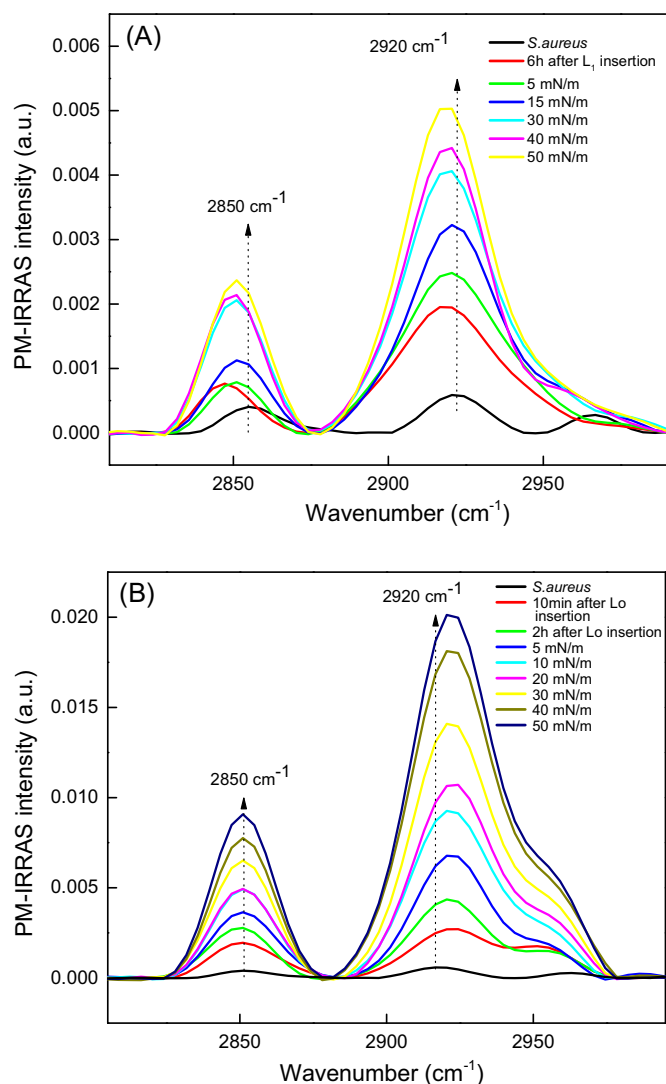 (A)
0.006
0.005
0.004
0.003
0.002
0.001
0.000
PM-IRRAS intensity (a.u.)
2850 cm-1
2920 cm-1
S.aureus
6h after L1 insertion
5 mN/m
15 mN/m
30 mN/m
40 mN/m
50 mN/m
2850
2900
2950
Wavenumber (cm-1)
(B)
0.020
0.015
0.010
0.005
0.000
PM-IRRAS intensity (a.u.)
2850 cm-1
2920 cm-1
S.aureus
10min after Lo
insertion
2h after Lo insertion
5 mN/m
10 mN/m
20 mN/m
30 mN/m
40 mN/m
50 mN/m
2850
2900
2950
Wavenumber (cm-1)